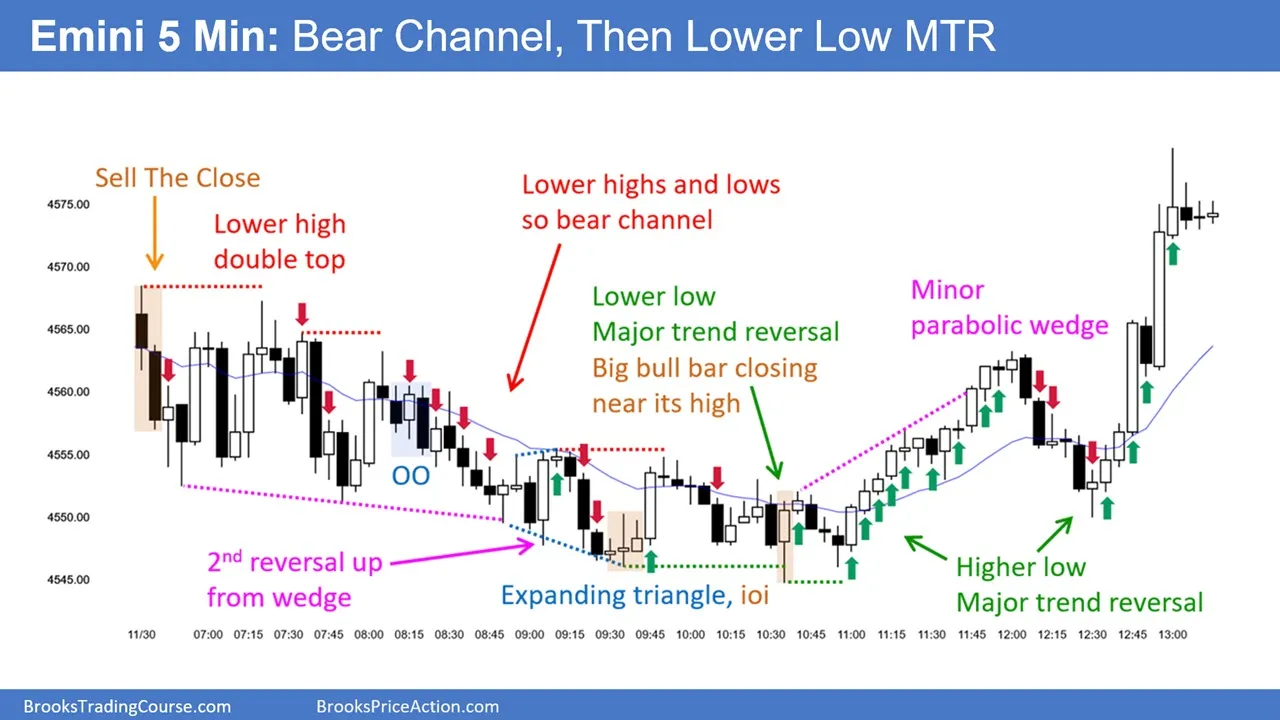 Emini 5 Min: Bear Channel, Then Lower Low MTR
Sell The Close
Lower high
double top
Lower highs and lows
so bear channel
Lower low
Major trend reversal
Big bull bar closing
near its high
Minor
parabolic wedge
OO
2nd reversal up
from wedge
Expanding triangle, ioi
Higher low
Major trend reversal
4575.00
4570.00
4565.00
4560.00
4555.00
4550.00
4545.00
11/30 07:00 07:15 07:30 07:45 08:00 08:15 08:30 08:45 09:00 09:15 09:30 09:45 10:00 10:15 10:30 10:45 11:00 11:15 11:30 11:45 12:00 12:15 12:30 12:45 13:00
BrooksTradingCourse.com BrooksPriceAction.com